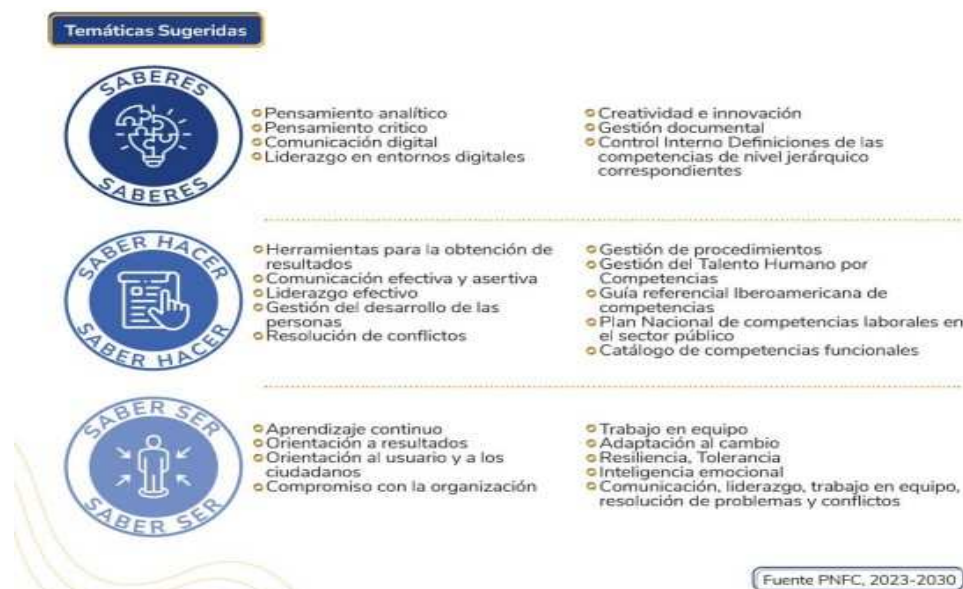 Temáticas Sugeridas
SABERES
SABERES
Pensamiento analítico
Pensamiento critico
Comunicación digital
Liderazgo en entornos digitales
Creatividad e innovación
Gestión documental
Control Interno Definiciones de las
competencias de nivel jerárquico
correspondientes
SABER HACER
SABER HACER
Herramientas para la obtención de
resultados
Comunicación efectiva y asertiva
Liderazgo efectivo
Gestión del desarrollo de las
personas
Resolución de conflictos
Gestión de procedimientos
Gestión del Talento Humano por
Competencias
Guía referencial Iberoamericana de
competencias
Plan Nacional de competencias laborales en
el sector público
Catálogo de competencias funcionales
SABER SER
SABER SER
Aprendizaje continuo
Orientación a resultados
Orientación al usuario y a los
ciudadanos
Compromiso con la organización
Trabajo en equipo
Adaptación al cambio
Resiliencia, Tolerancia
Inteligencia emocional
Comunicación, liderazgo, trabajo en equipo,
resolución de problemas y conflictos
Fuente PNFC, 2023-2030